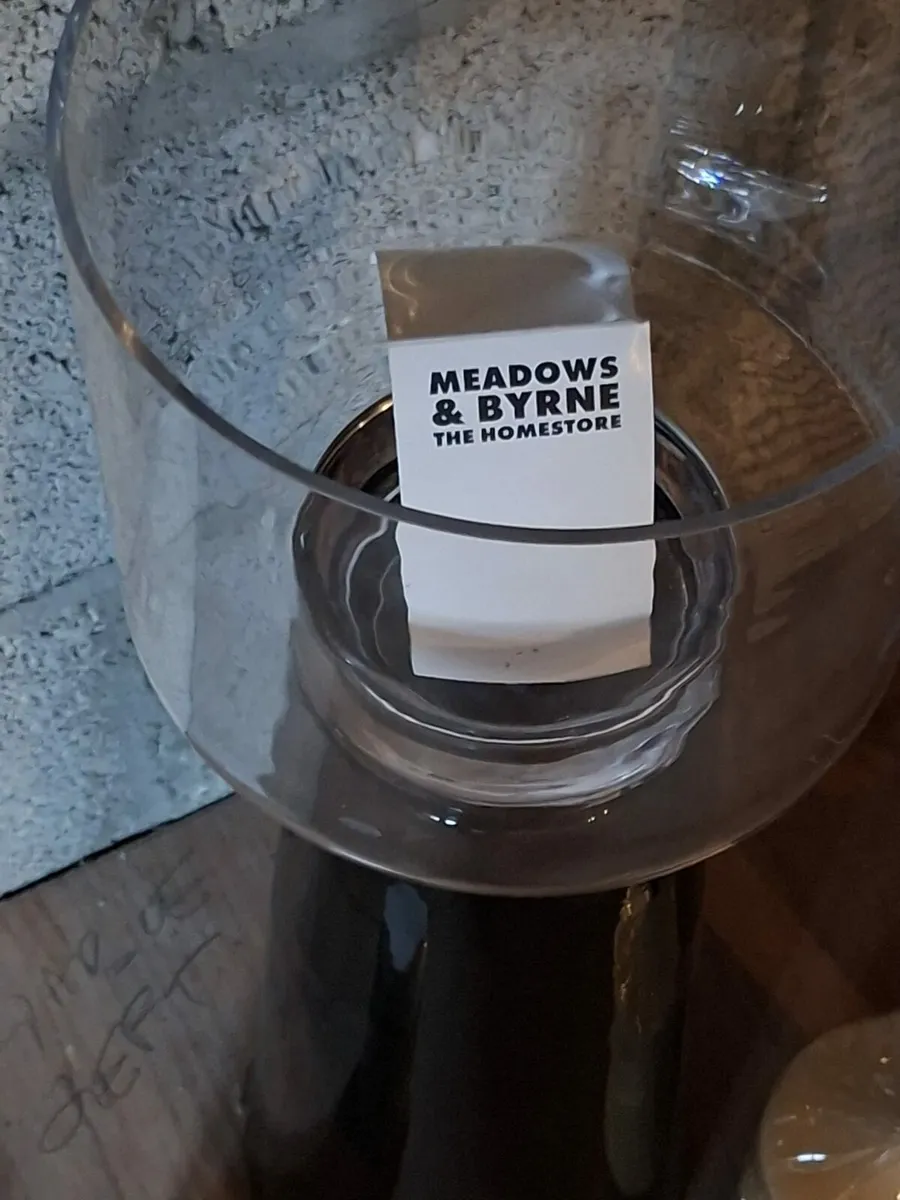 MEADOWS
& BYRNE
THE HOMESTORE